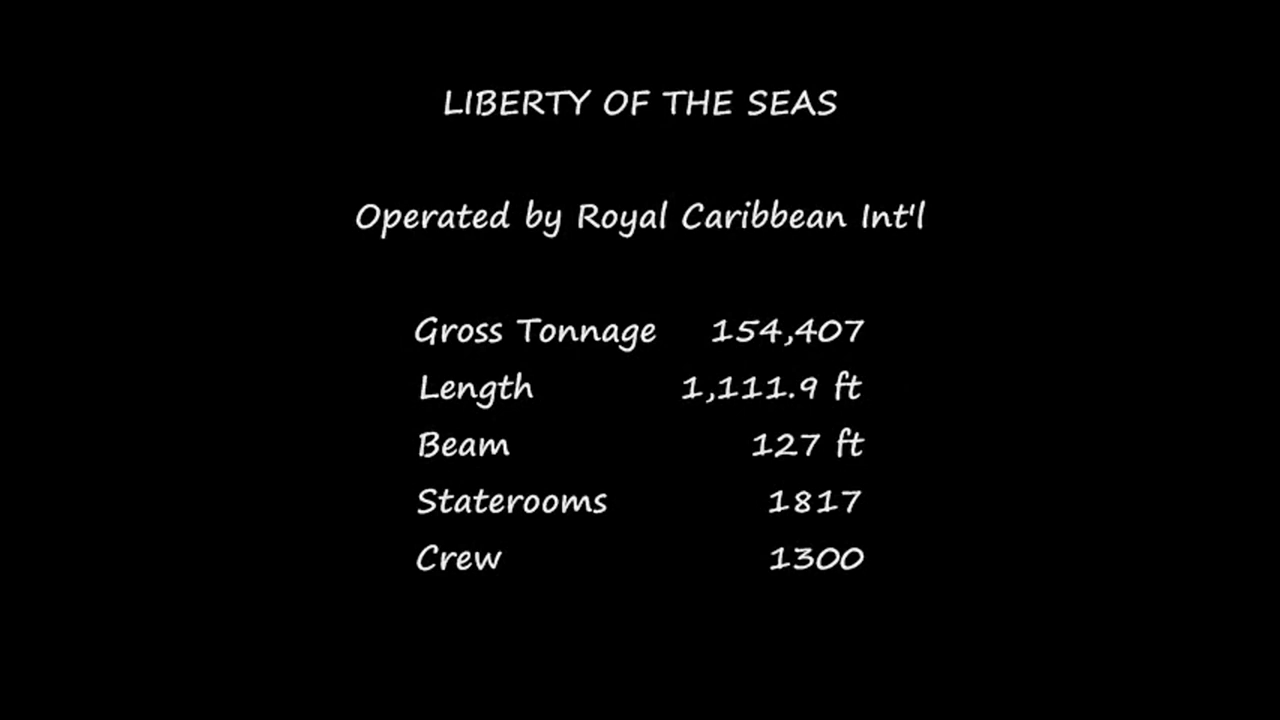 LIBERTY OF THE SEAS
Operated by Royal Caribbean Int'l
Gross Tonnage 154,407
Length 1,111.9 ft
Beam 127 ft
Staterooms 1817
Crew 1300